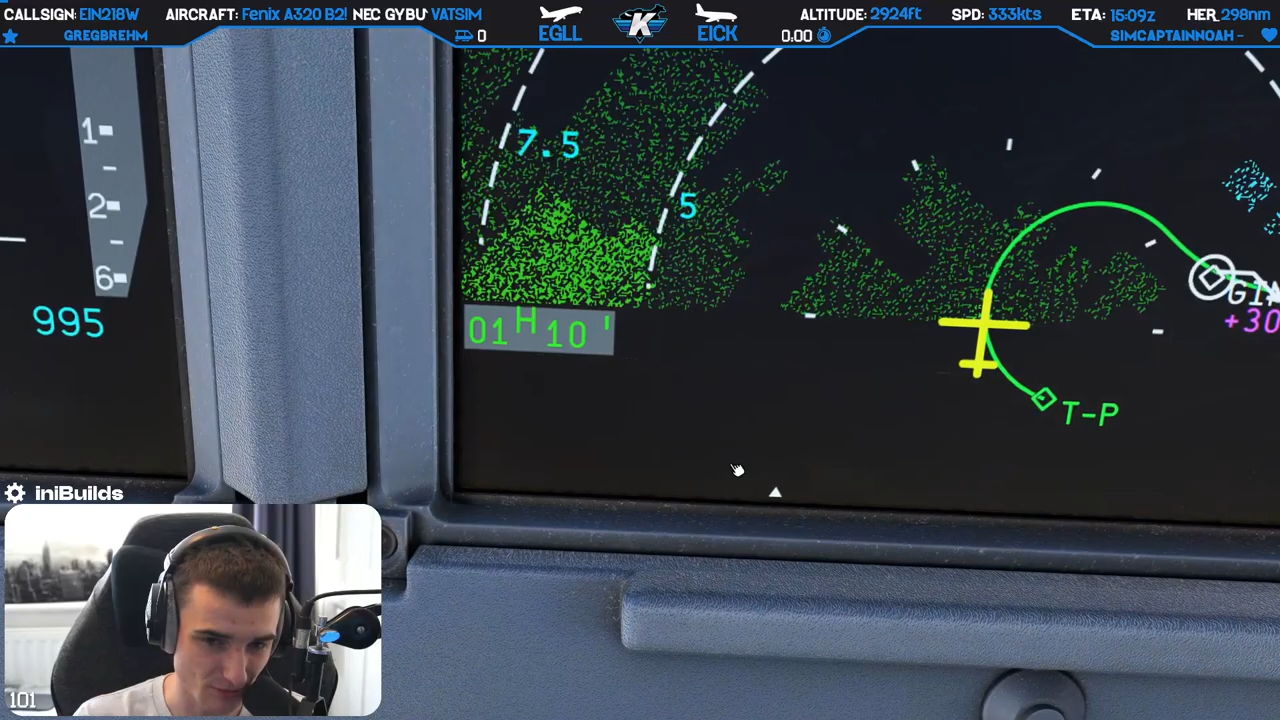 CALLSIGN: EIN218W
AIRCRAFT: Fenix A320 B2! NEC GYBU VATSIM
ALTITUDE: 2924ft
SPD: 333kts
ETA: 15:09z
HER 298nm
GREGBREHM
0
EGLL
K
EICK
0:00
SIMCAPTAINNOAH -
1
2
6
995
7.5
5
01 H 10 '
T-P
+30
iniBuilds
101